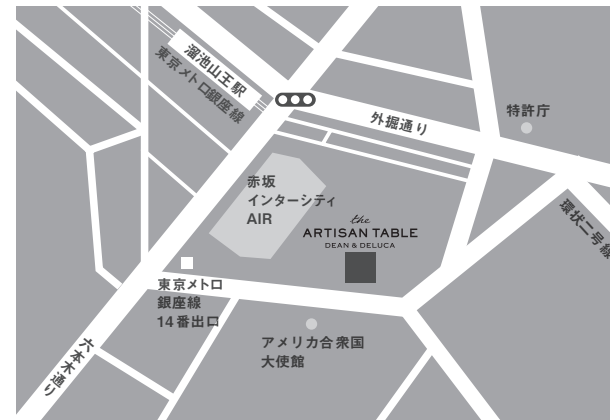 溜池山王駅
東京メトロ銀座線
外掘通り
特許庁
環状二号線
赤坂
インターシティ
AIR
the
ARTISAN TABLE
DEAN & DELUCA
東京メトロ
銀座線
14番出口
アメリカ合衆国
大使館
六本木通り